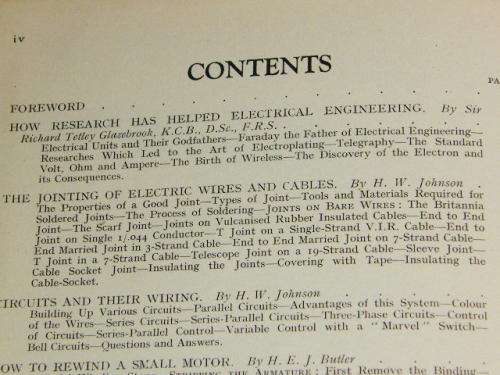 iv
CONTENTS
PA
FOREWORD . . . . . . . . . .
HOW RESEARCH HAS HELPED ELECTRICAL ENGINEERING. By Sir
Richard Tetley Glazebrook, K.C.B., D.Sc., F.R.S. . . . . . .
Electrical Units and Their Godfathers—Faraday the Father of Electrical Engineering—
Researches Which Led to the Art of Electroplating—Telegraphy—The Standard
Volt, Ohm and Ampere—The Birth of Wireless—The Discovery of the Electron and
its Consequences.
THE JOINTING OF ELECTRIC WIRES AND CABLES. By H. W. Johnson .
The Properties of a Good Joint—Types of Joint—Tools and Materials Required for
Soldered Joints—The Process of Soldering—JOINTS ON BARE WIRES: The Britannia
Joint—The Scarf Joint—Joints on Vulcanised Rubber Insulated Cables—End to End
Joint on Single 1/.044 Conductor—T Joint on a Single-Strand V.I.R. Cable—End to
End Married Joint in 3-Strand Cable—End to End Married Joint on 7-Strand Cable—
T Joint in a 7-Strand Cable—Telescope Joint on a 19-Strand Cable—Sleeve Joint—
Cable Socket Joint—Insulating the Joints—Covering with Tape—Insulating the
Cable-Socket.
CIRCUITS AND THEIR WIRING. By H. W. Johnson . . . . .
Building Up Various Circuits—Parallel Circuits—Advantages of this System—Colour
of the Wires—Series Circuits—Series-Parallel Circuits—Three-Phase Circuits—Control
of Circuits—Series-Parallel Control—Variable Control with a "Marvel" Switch—
Bell Circuits—Questions and Answers.
HOW TO REWIND A SMALL MOTOR. By H. E. J. Butler . . . .
STRIPPING THE ARMATURE: First Remove the Binding—